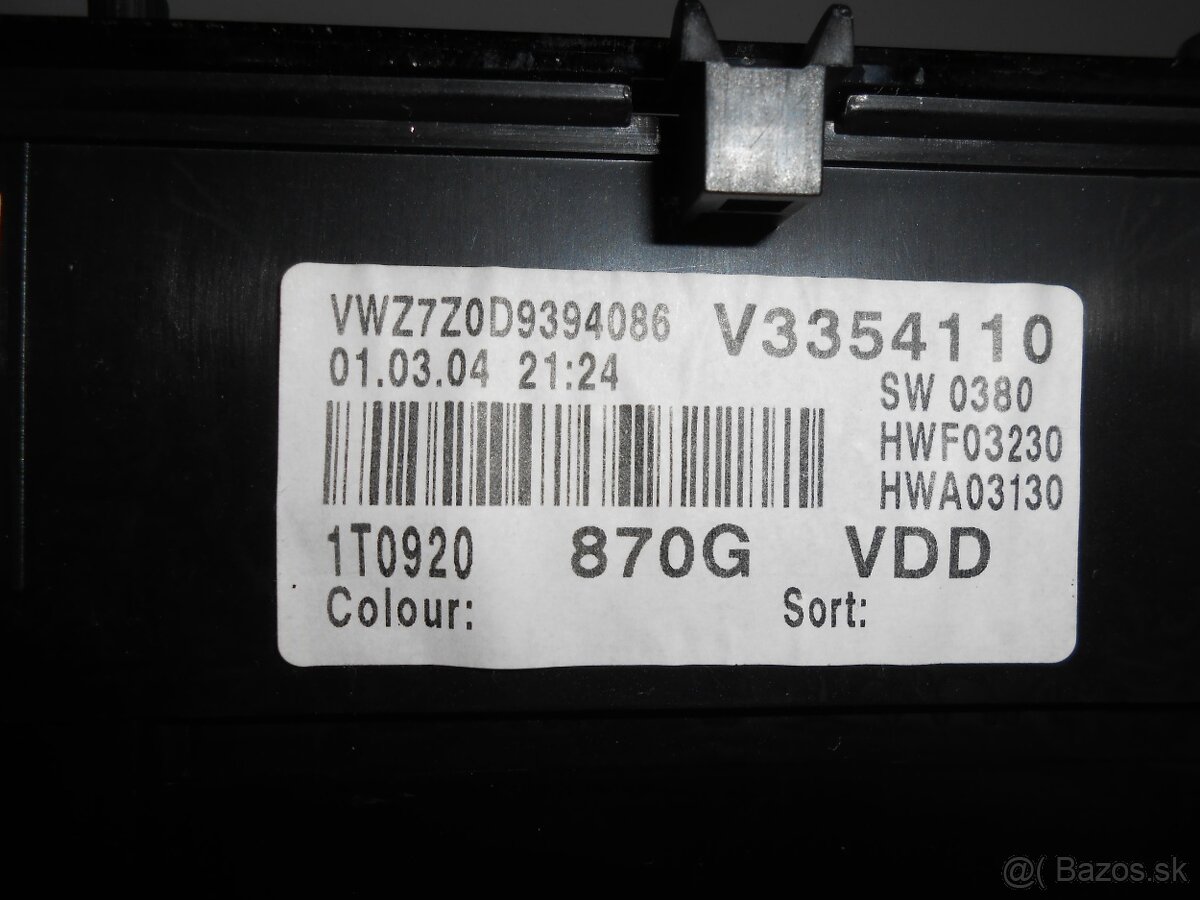 VWZ7Z0D9394086 V3354110
01.03.04 21:24
SW 0380
HWF03230
HWA03130
1T0920 870G VDD
Colour: Sort:
@( Bazos.sk